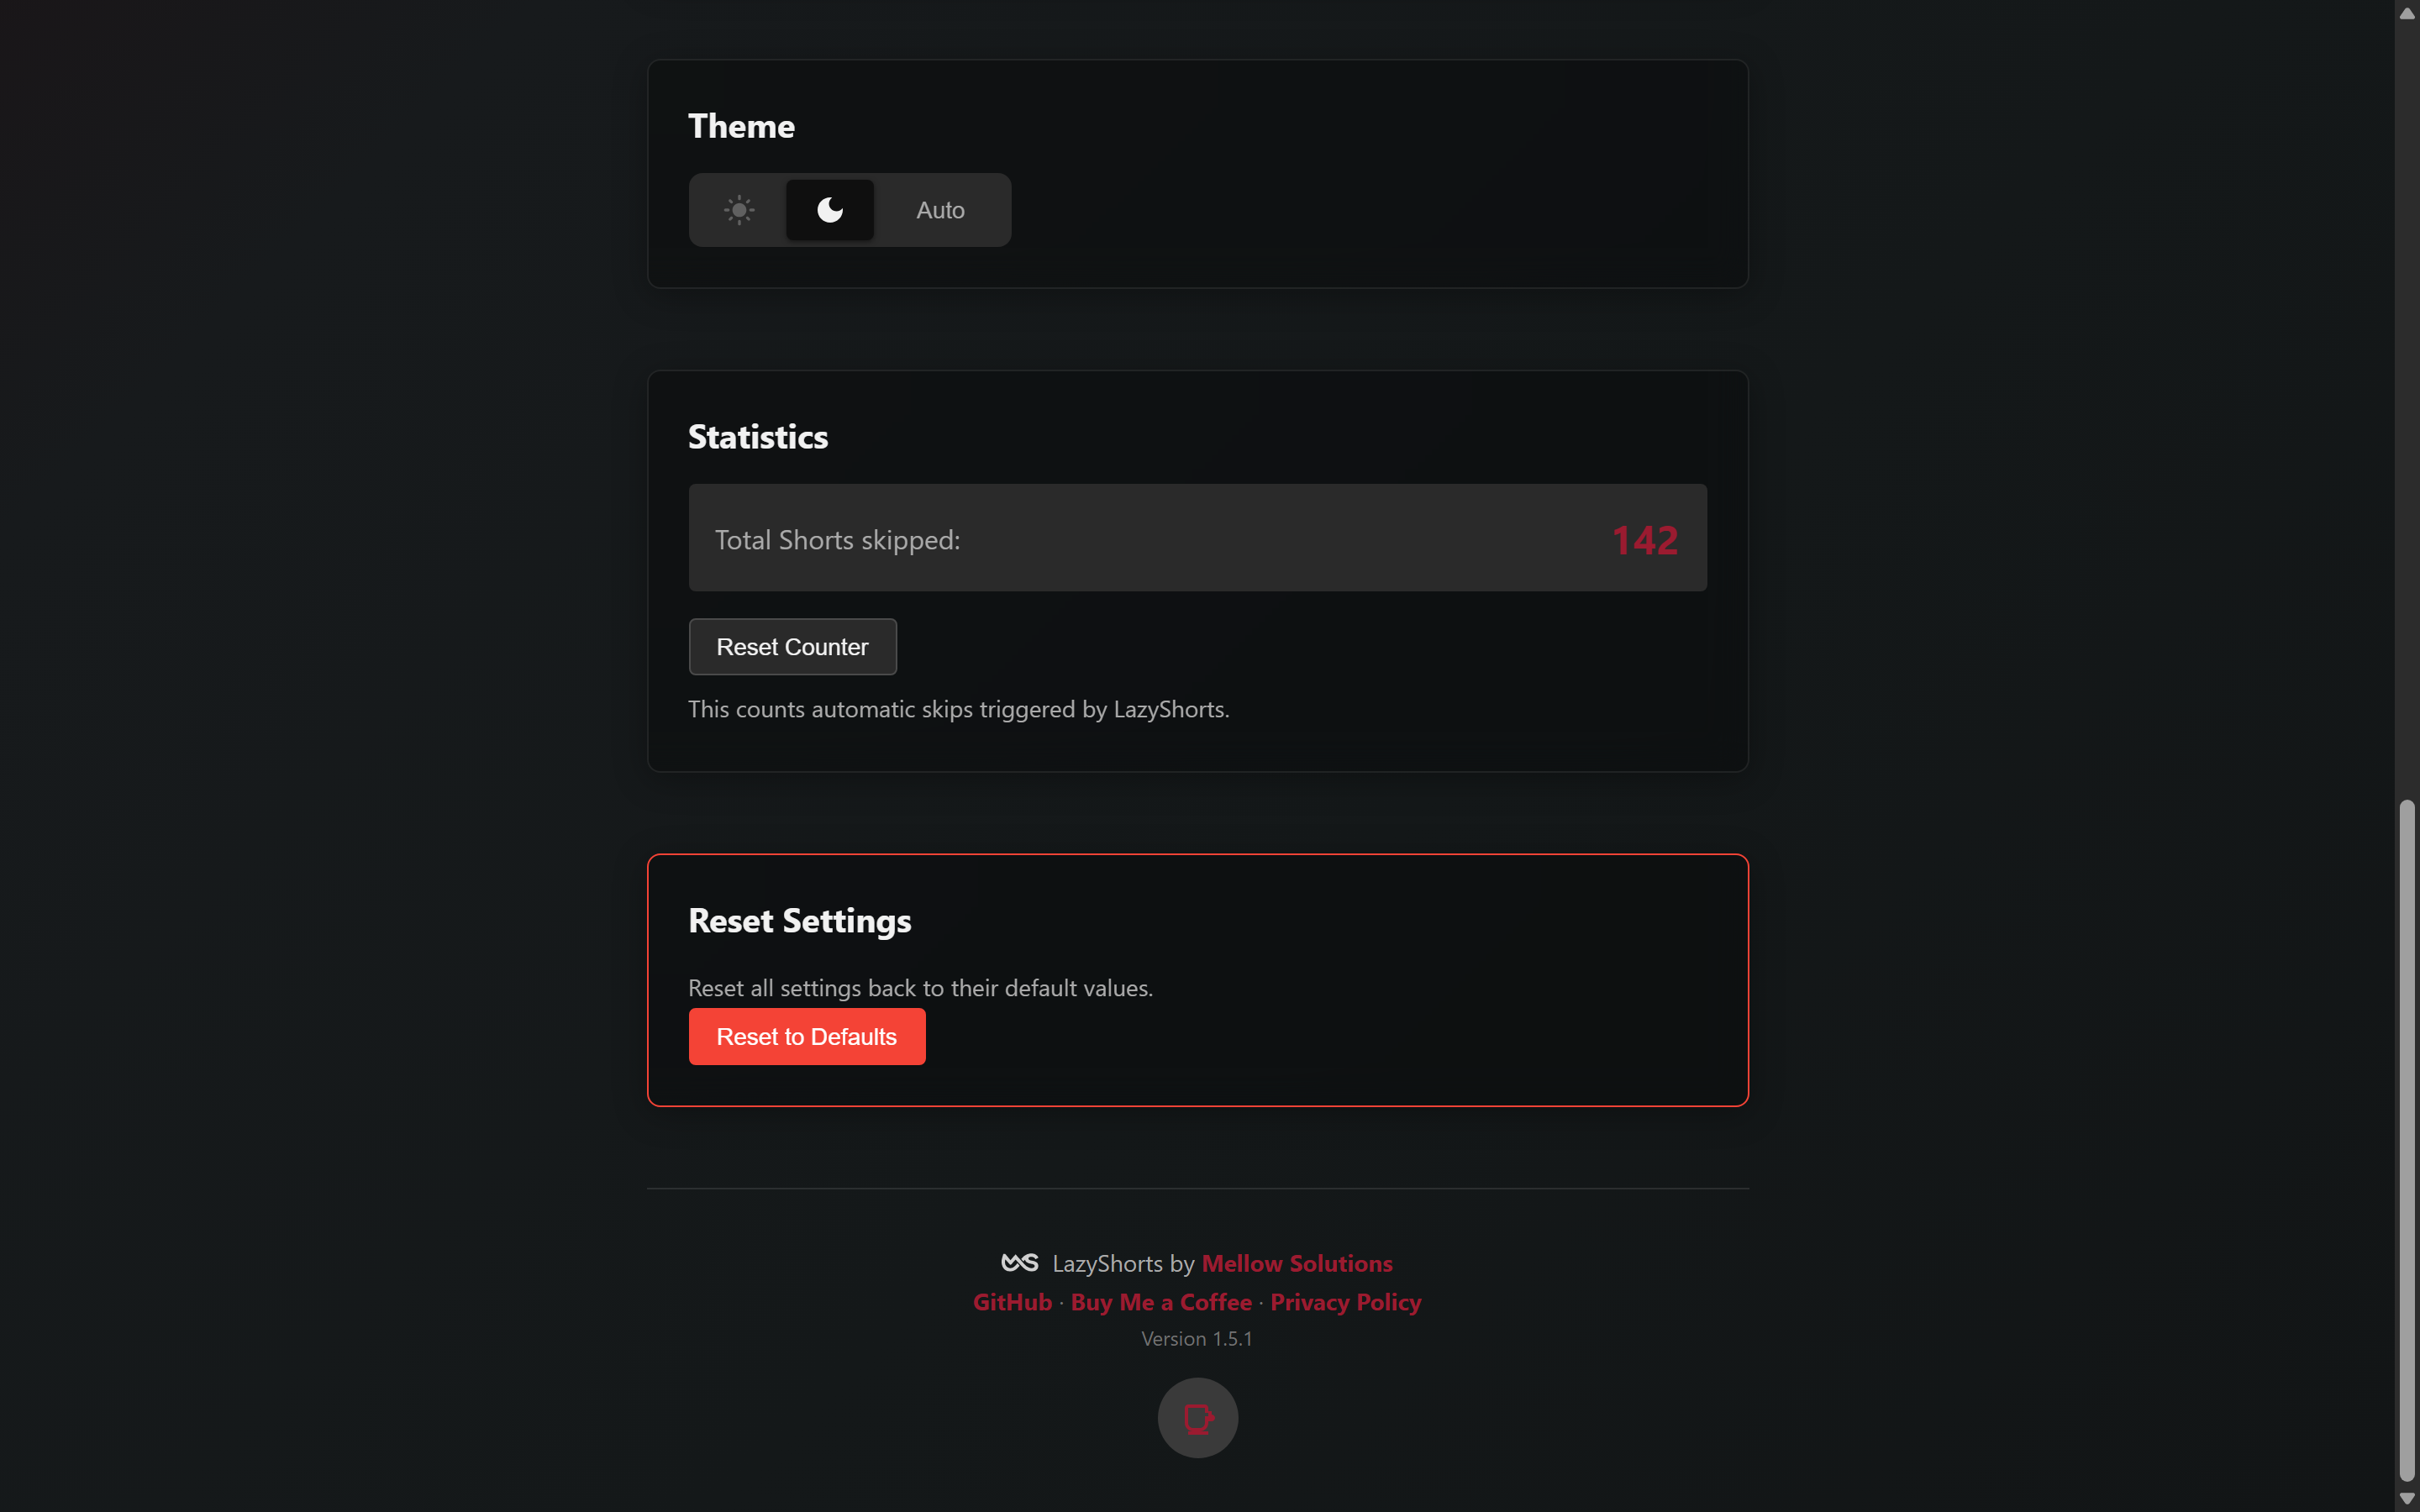 Theme
Auto
Statistics
Total Shorts skipped: 142
Reset Counter
This counts automatic skips triggered by LazyShorts.
Reset Settings
Reset all settings back to their default values.
Reset to Defaults
LazyShorts by Mellow Solutions
GitHub · Buy Me a Coffee · Privacy Policy
Version 1.5.1